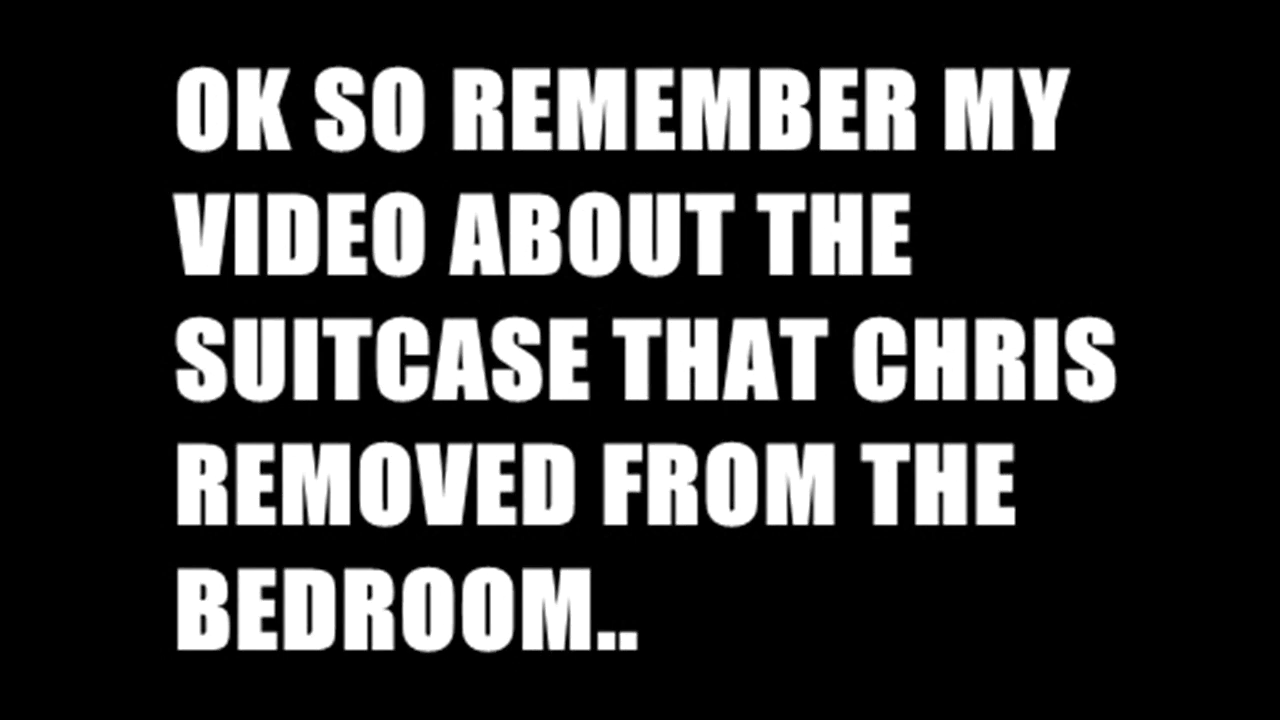 OK SO REMEMBER MY
VIDEO ABOUT THE
SUITCASE THAT CHRIS
REMOVED FROM THE
BEDROOM..